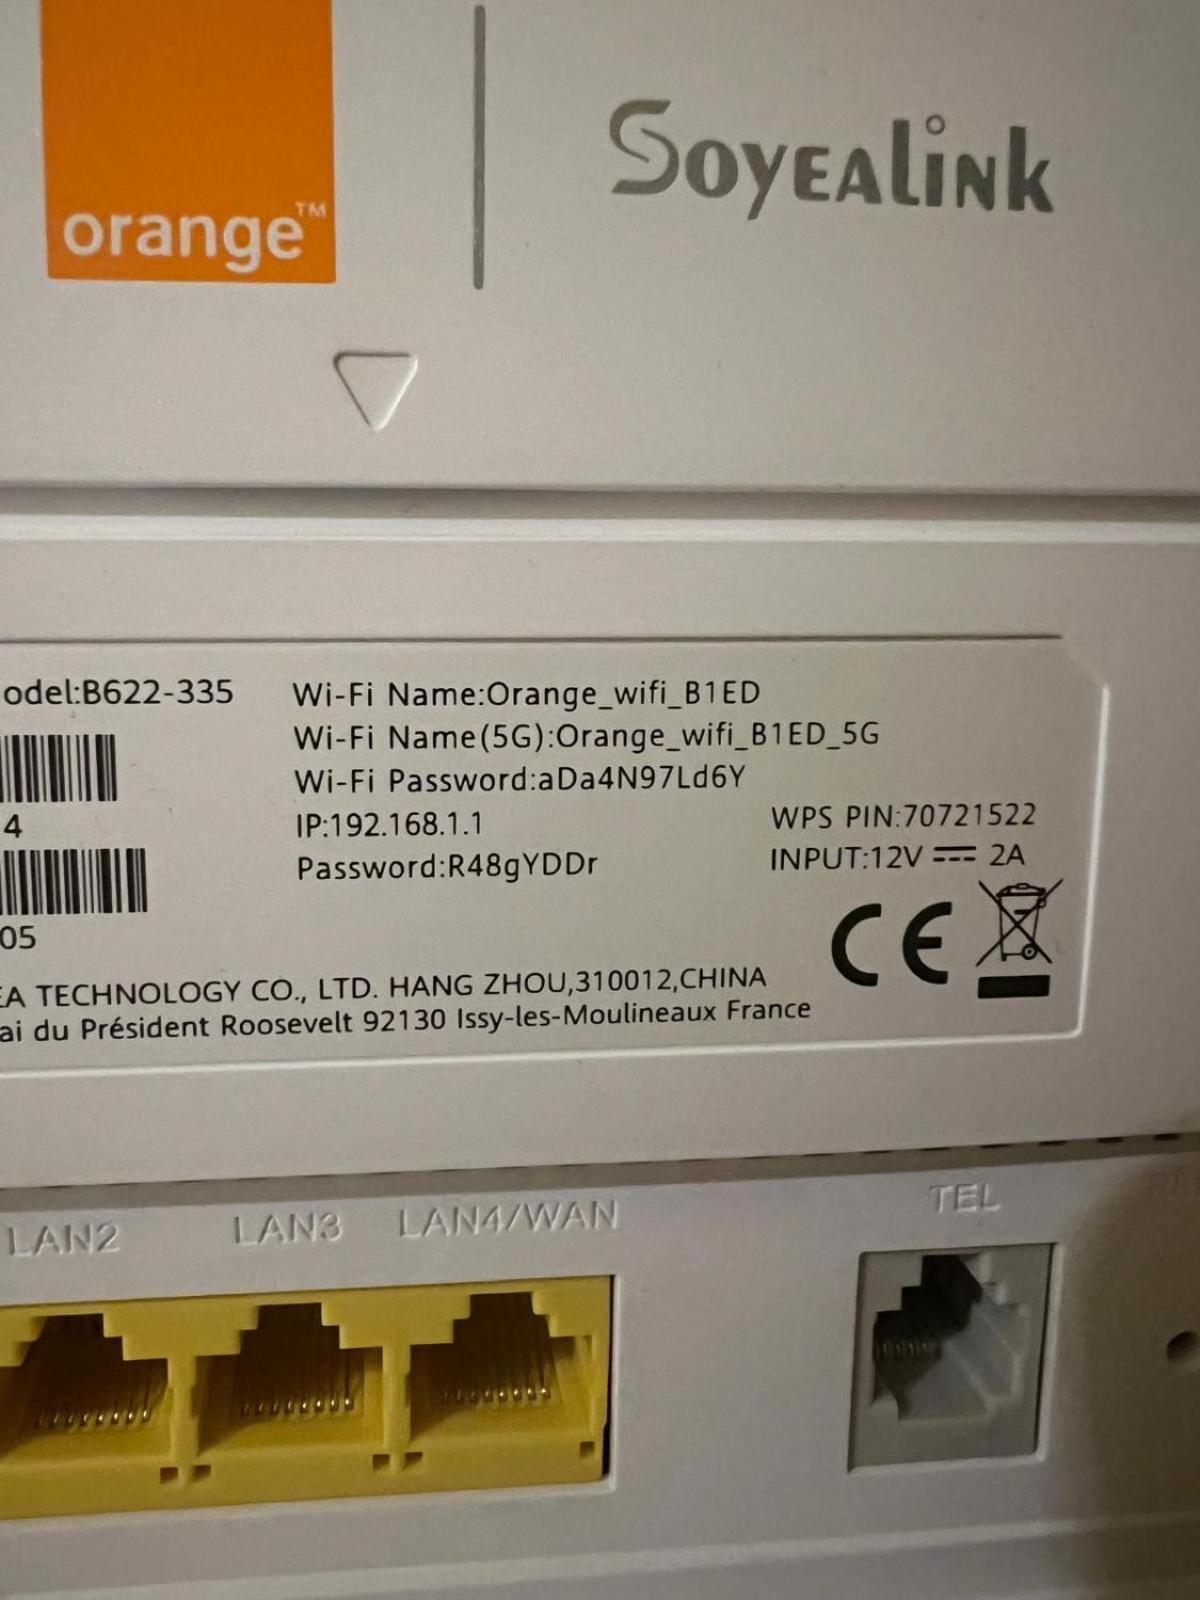 orange™
Soyealink
odel:B622-335
Wi-Fi Name:Orange_wifi_B1ED
Wi-Fi Name(5G):Orange_wifi_B1ED_5G
Wi-Fi Password:aDa4N97Ld6Y
4
IP:192.168.1.1
WPS PIN:70721522
Password:R48gYDDr
INPUT:12V ⎓ 2A
05
CE
EA TECHNOLOGY CO., LTD. HANG ZHOU,310012,CHINA
ai du Président Roosevelt 92130 Issy-les-Moulineaux France
LAN2
LAN3
LAN4/WAN
TEL